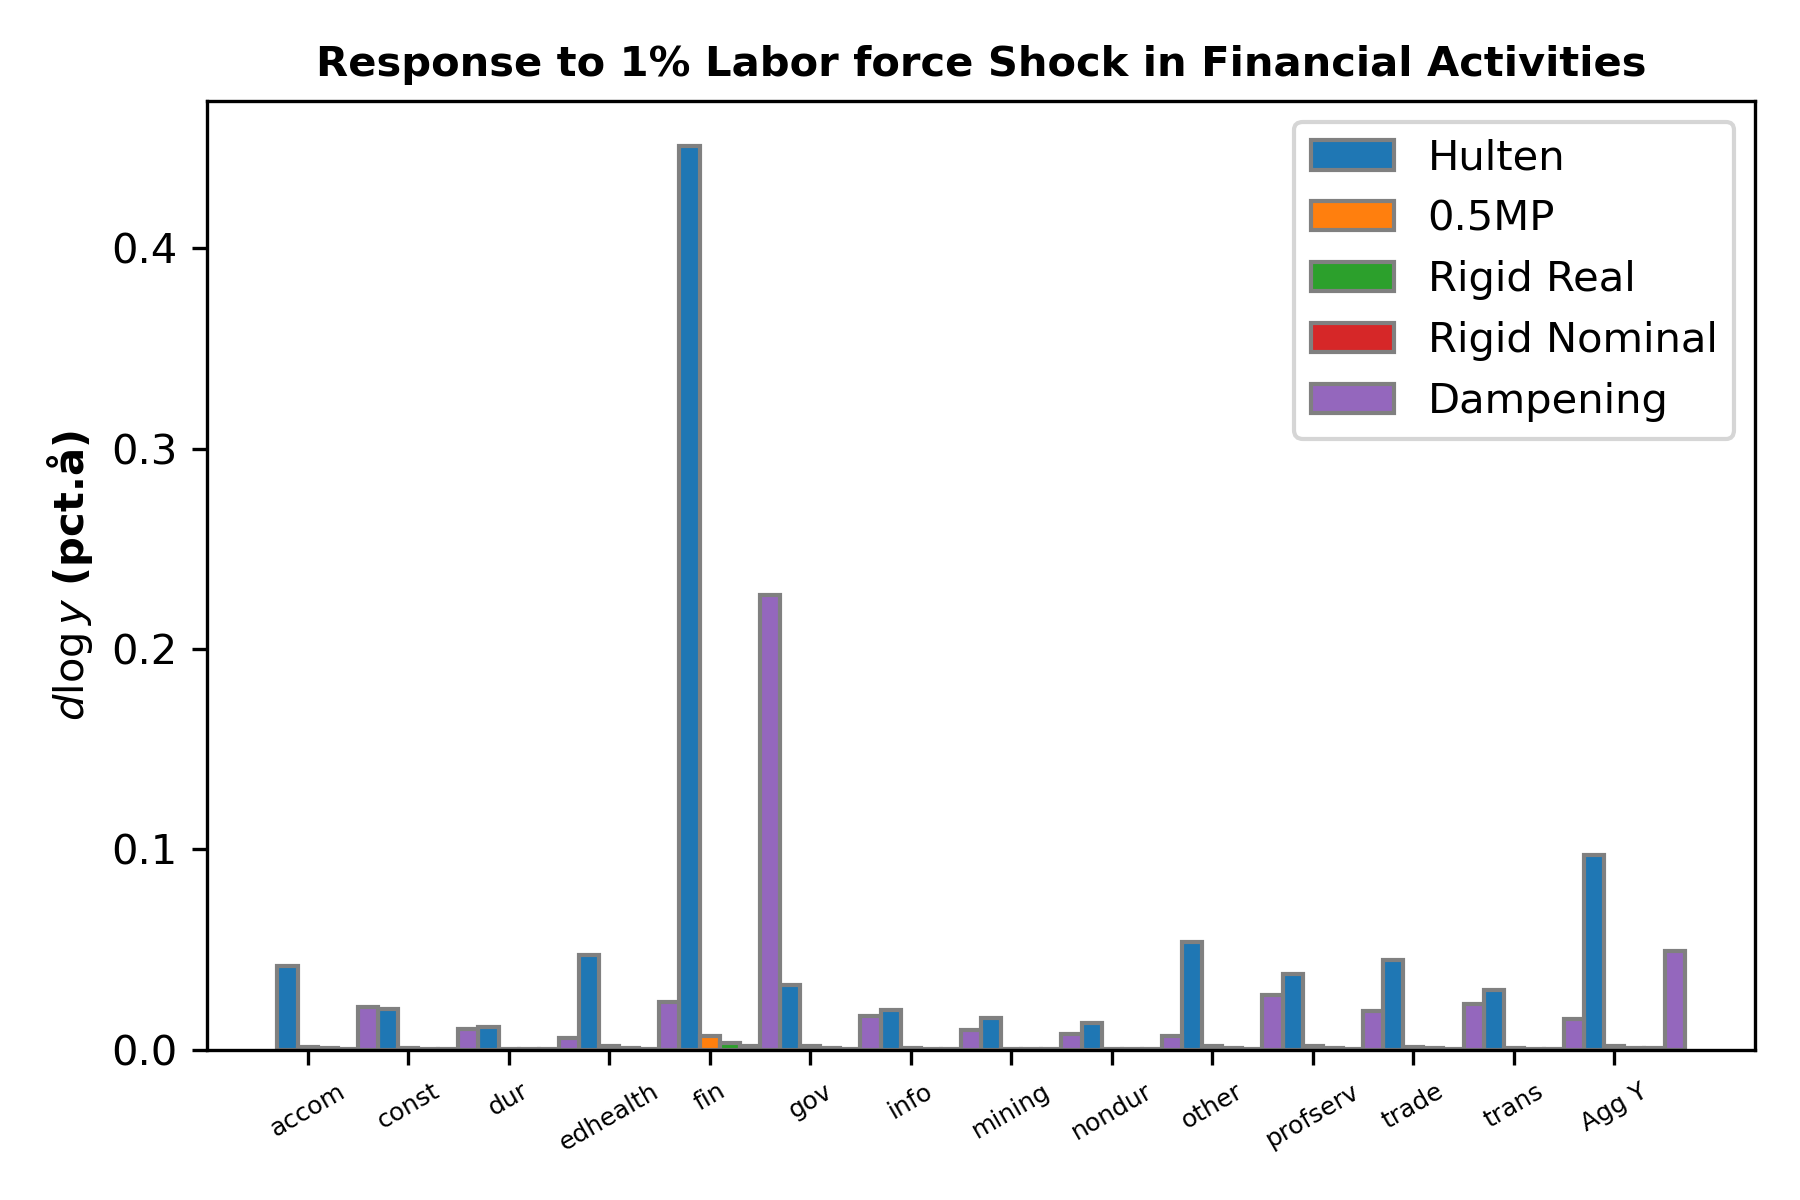 Response to 1% Labor force Shock in Financial Activities
Hulten
0.5MP
Rigid Real
Rigid Nominal
Dampening
dlog y (pct.å)
0.4
0.3
0.2
0.1
0.0
accom
const
dur
edhealth
fin
gov
info
mining
nondur
other
profserv
trade
trans
Agg Y